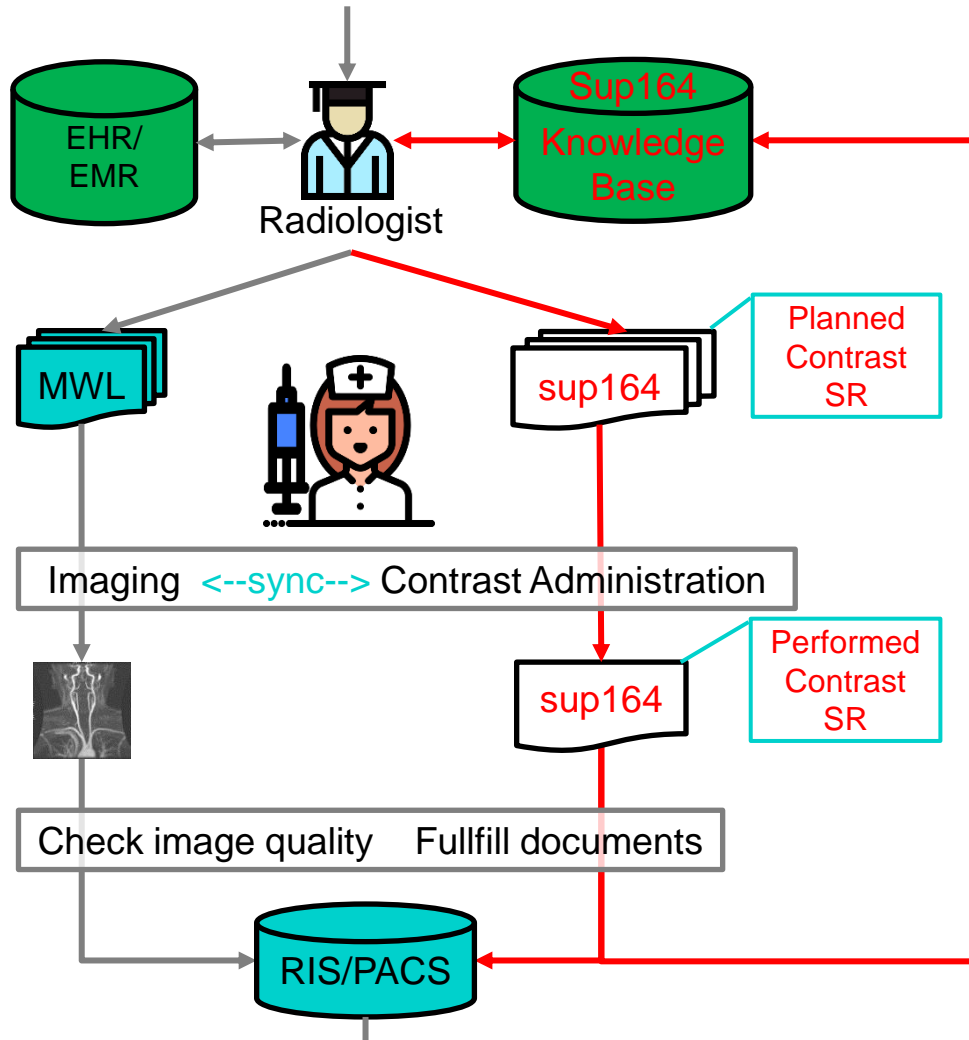 EHR/
EMR
Radiologist
Sup164
Knowledge
Base
MWL
sup164
Planned
Contrast
SR
Imaging <--sync--> Contrast Administration
sup164
Performed
Contrast
SR
Check image quality Fullfill documents
RIS/PACS